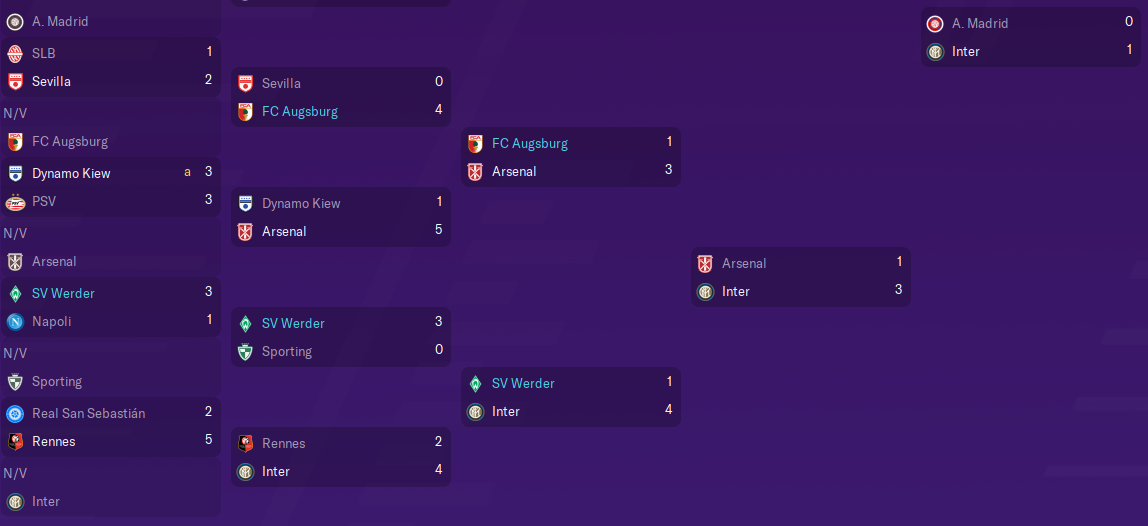 A. Madrid
SLB 1
Sevilla 2
N/V
FC Augsburg
Dynamo Kiew a 3
PSV 3
N/V
Arsenal
SV Werder 3
Napoli 1
N/V
Sporting
Real San Sebastián 2
Rennes 5
N/V
Inter
Sevilla 0
FC Augsburg 4
Dynamo Kiew 1
Arsenal 5
SV Werder 3
Sporting 0
Rennes 2
Inter 4
FC Augsburg 1
Arsenal 3
SV Werder 1
Inter 4
Arsenal 1
Inter 3
A. Madrid 0
Inter 1